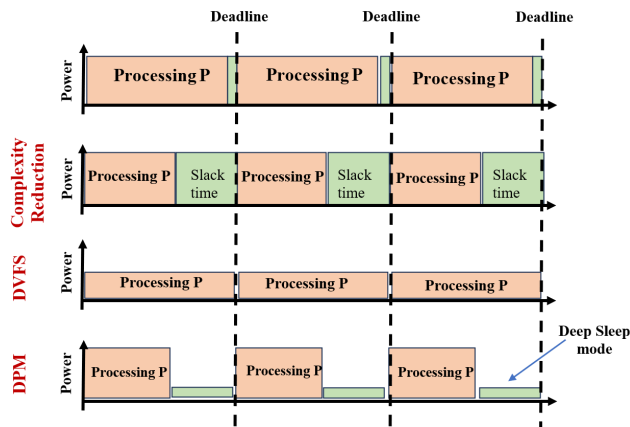 Deadline
Deadline
Deadline
Power
Processing P
Processing P
Processing P
Complexity
Reduction
Power
Processing P
Slack
time
Processing P
Slack
time
Processing P
Slack
time
DVFS
Power
Processing P
Processing P
Processing P
Deep Sleep
mode
DPM
Power
Processing P
Processing P
Processing P